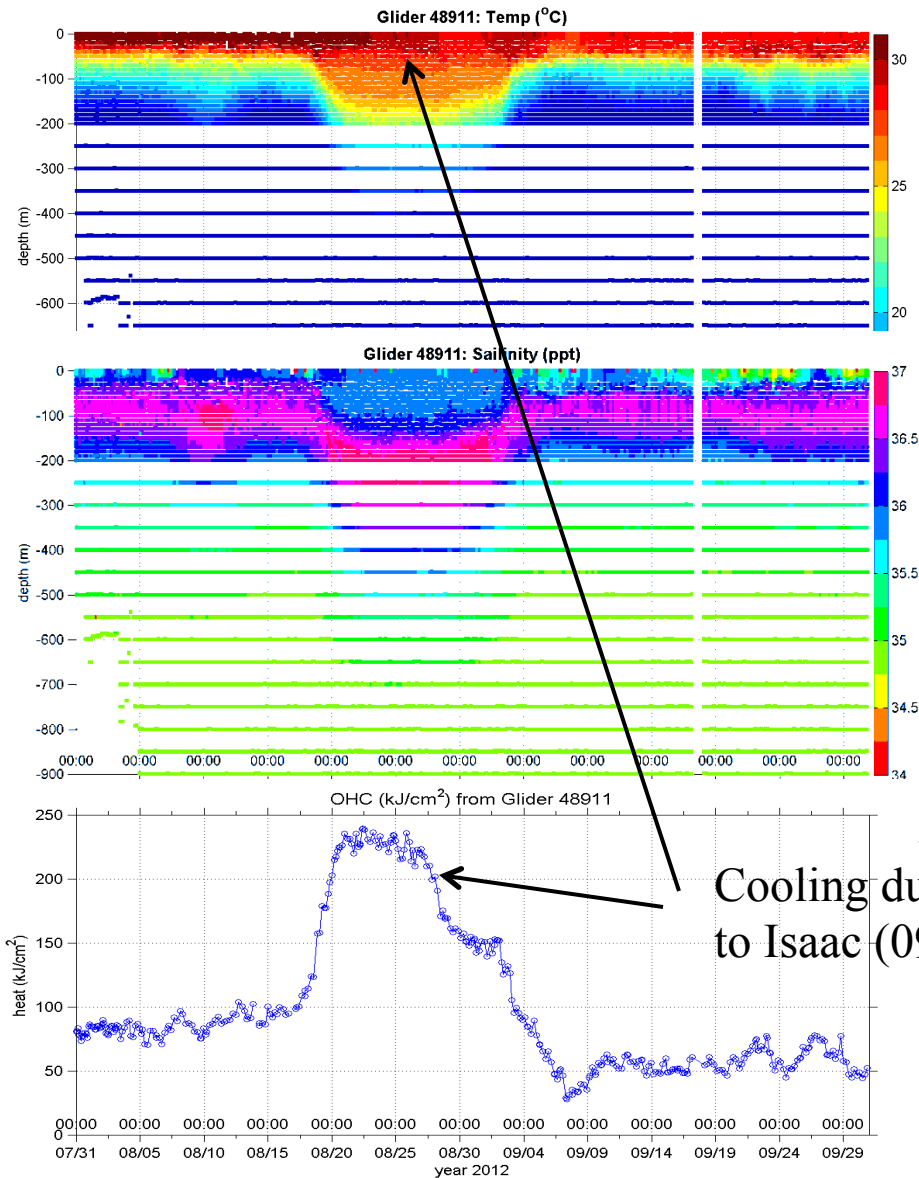 Glider 48911: Temp (°C)
0
-100
-200
-300
-400
-500
-600
depth (m)
30
25
20
Glider 48911: Salinity (ppt)
0
-100
-200
-300
-400
-500
-600
-700
-800
-900
depth (m)
37
36.5
36
35.5
35
34.5
34
00:00 00:00 00:00 00:00 00:00 00:00 00:00 00:00 00:00 00:00 00:00 00:00 00:00
OHC (kJ/cm²) from Glider 48911
250
200
150
100
50
0
heat (kJ/cm²)
Cooling du
to Isaac (09
00:00 00:00 00:00 00:00 00:00 00:00 00:00 00:00 00:00 00:00 00:00 00:00 00:00
07/31 08/05 08/10 08/15 08/20 08/25 08/30 09/04 09/09 09/14 09/19 09/24 09/29
year 2012